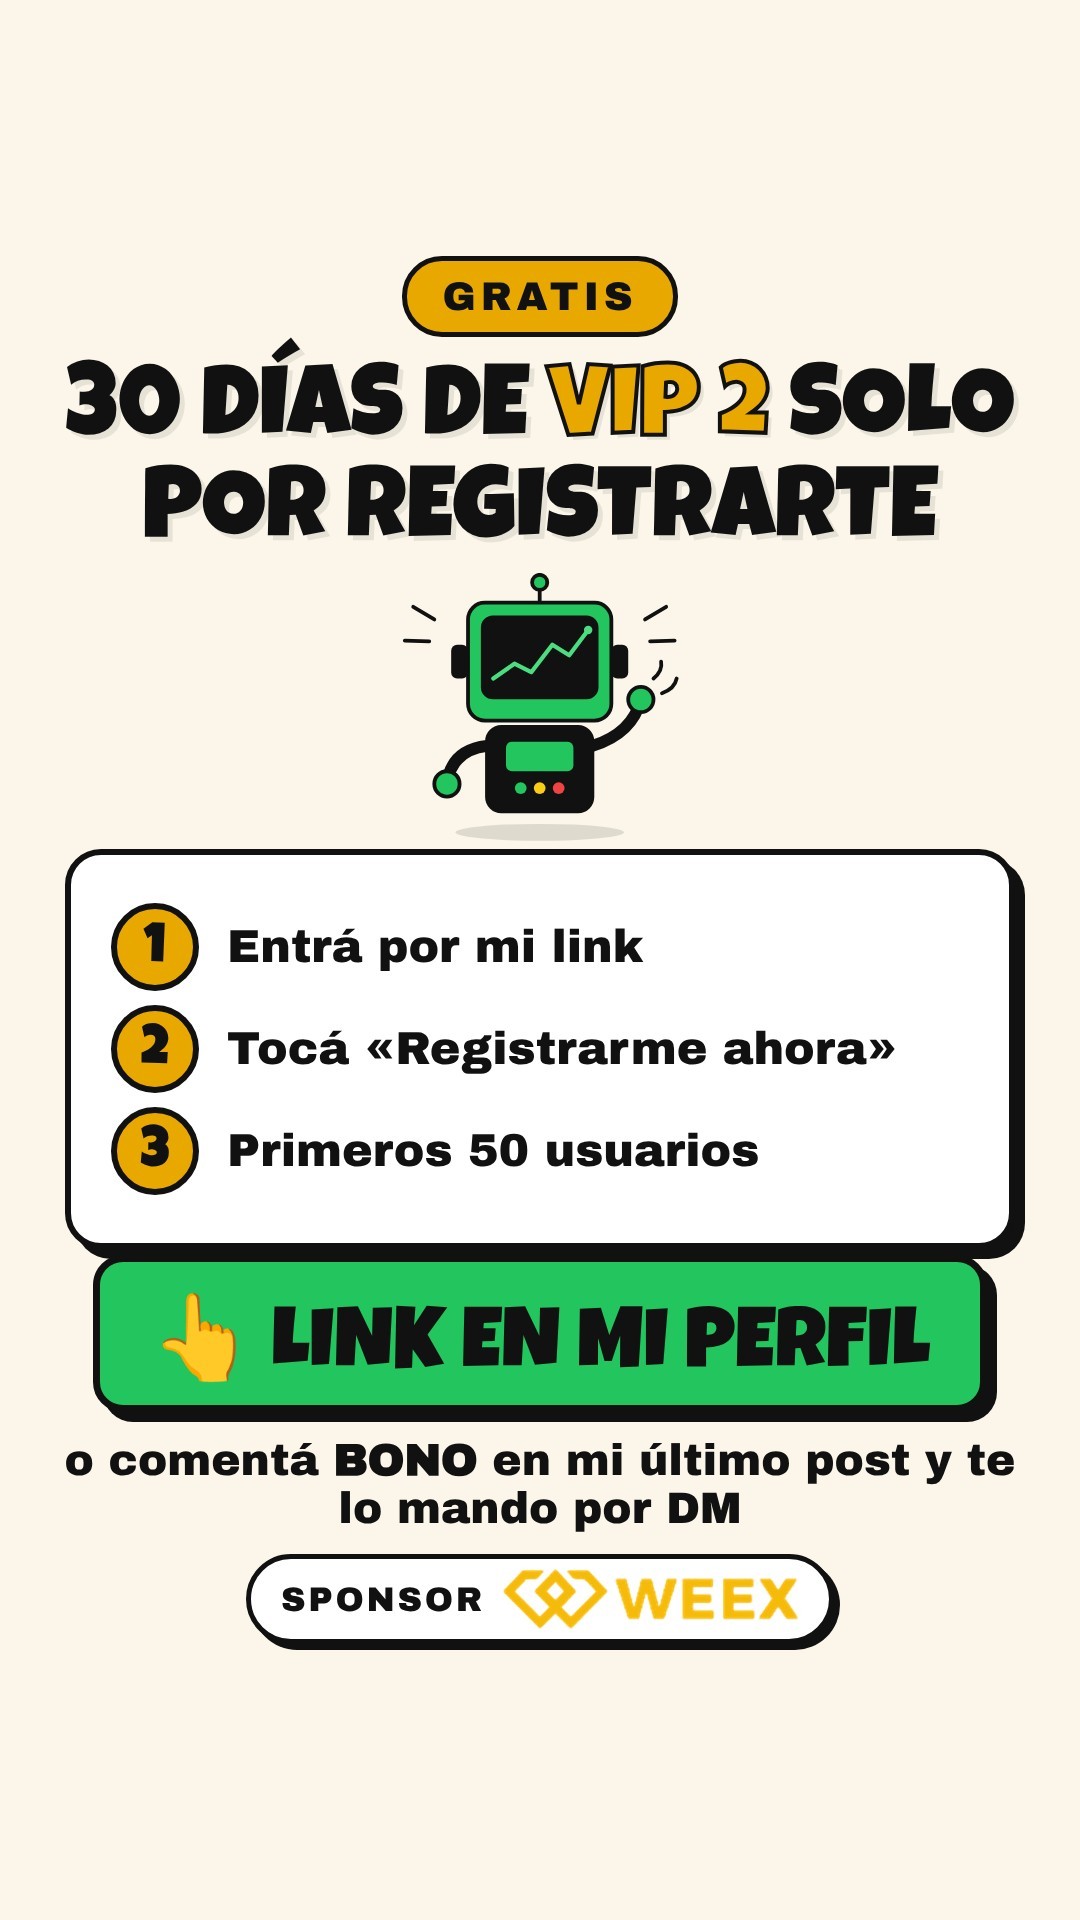 GRATIS
30 DÍAS DE VIP 2 SOLO
POR REGISTRARTE
1 Entrá por mi link
2 Tocá «Registrarme ahora»
3 Primeros 50 usuarios
👆 LINK EN MI PERFIL
o comentá BONO en mi último post y te
lo mando por DM
SPONSOR WEEX